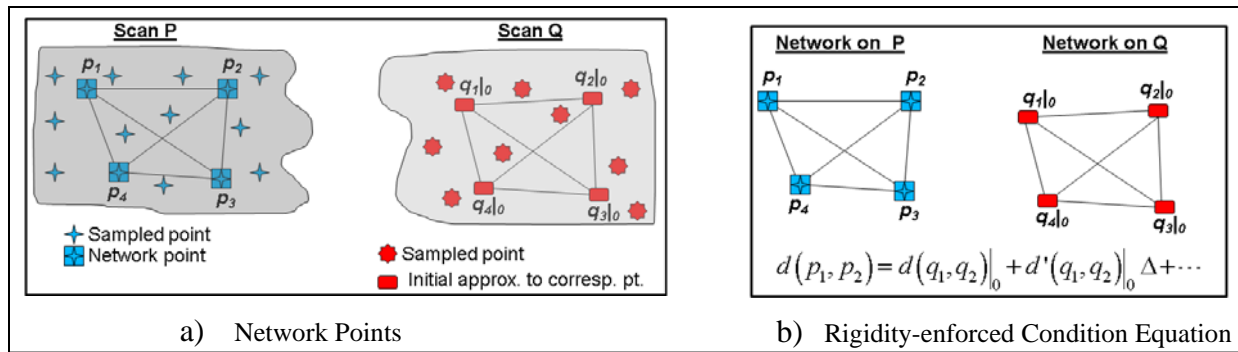 Scan P
p1
p2
p4
p3
Sampled point
Network point
Scan Q
q1|0
q2|0
q4|0
q3|0
Sampled point
Initial approx. to corresp. pt.
a) Network Points
Network on P
p1
p2
p4
p3
Network on Q
q1|0
q2|0
q4|0
q3|0
d(p1, p2) = d(q1, q2)|0 + d'(q1, q2)|0 Δ + ⋯
b) Rigidity-enforced Condition Equation